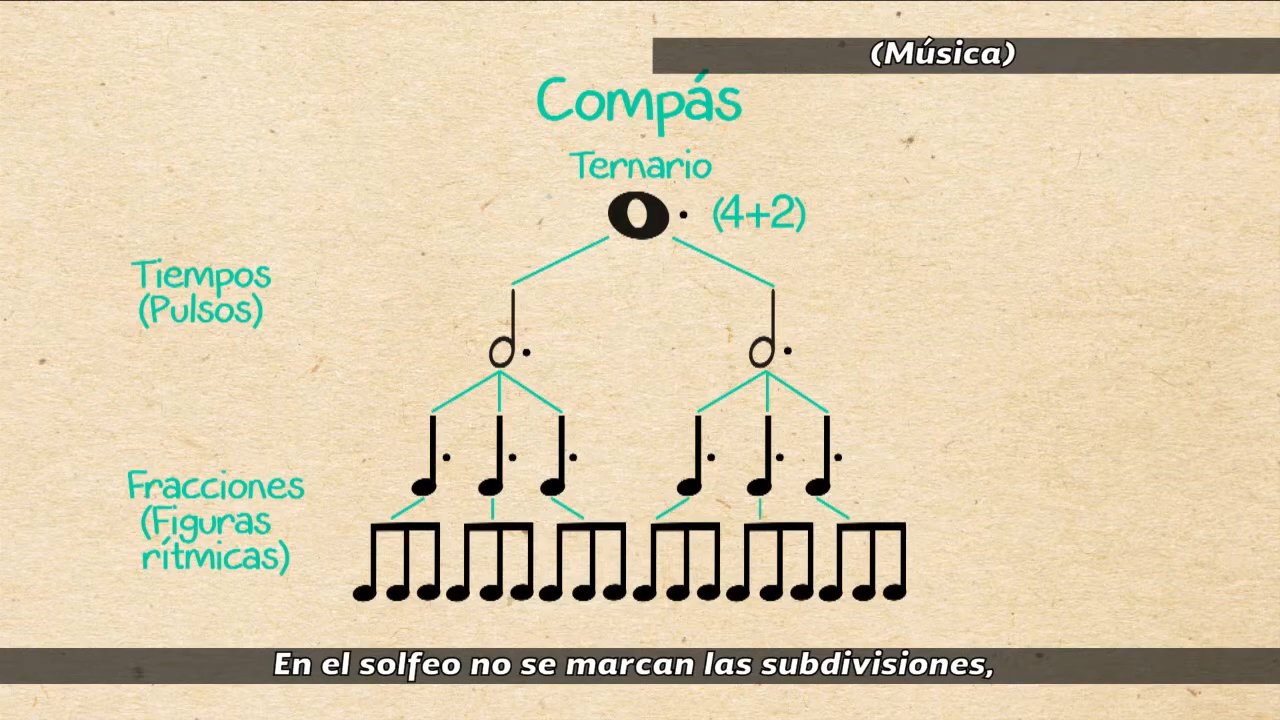 (Música)
Compás
Ternario
(4+2)
Tiempos
(Pulsos)
Fracciones
(Figuras
rítmicas)
En el solfeo no se marcan las subdivisiones,